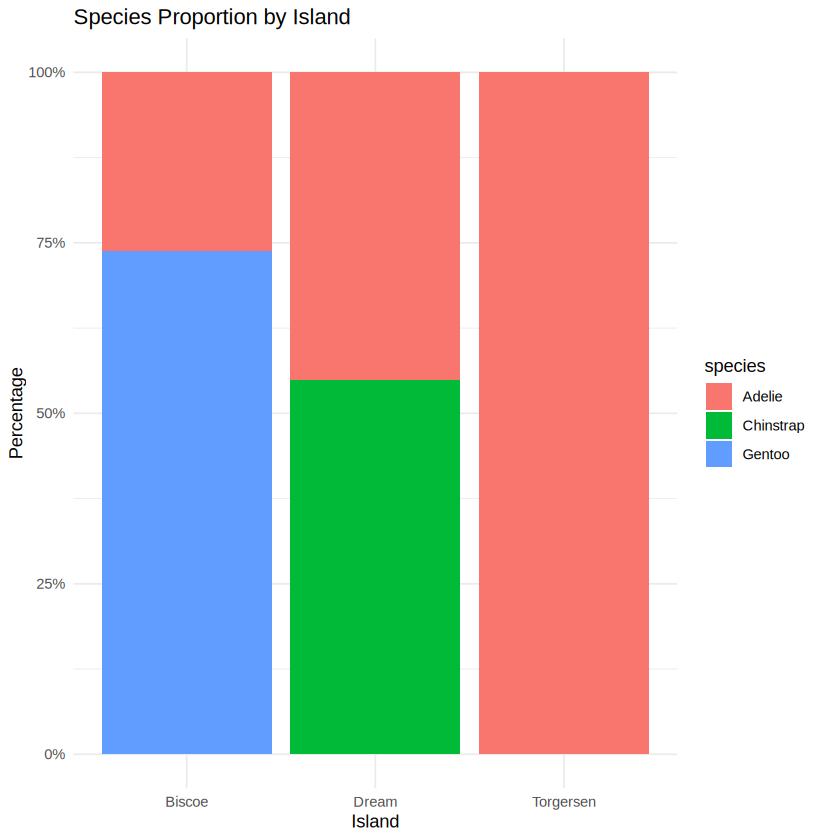 Species Proportion by Island
Percentage
100%
75%
50%
25%
0%
Biscoe
Dream
Torgersen
Island
species
Adelie
Chinstrap
Gentoo